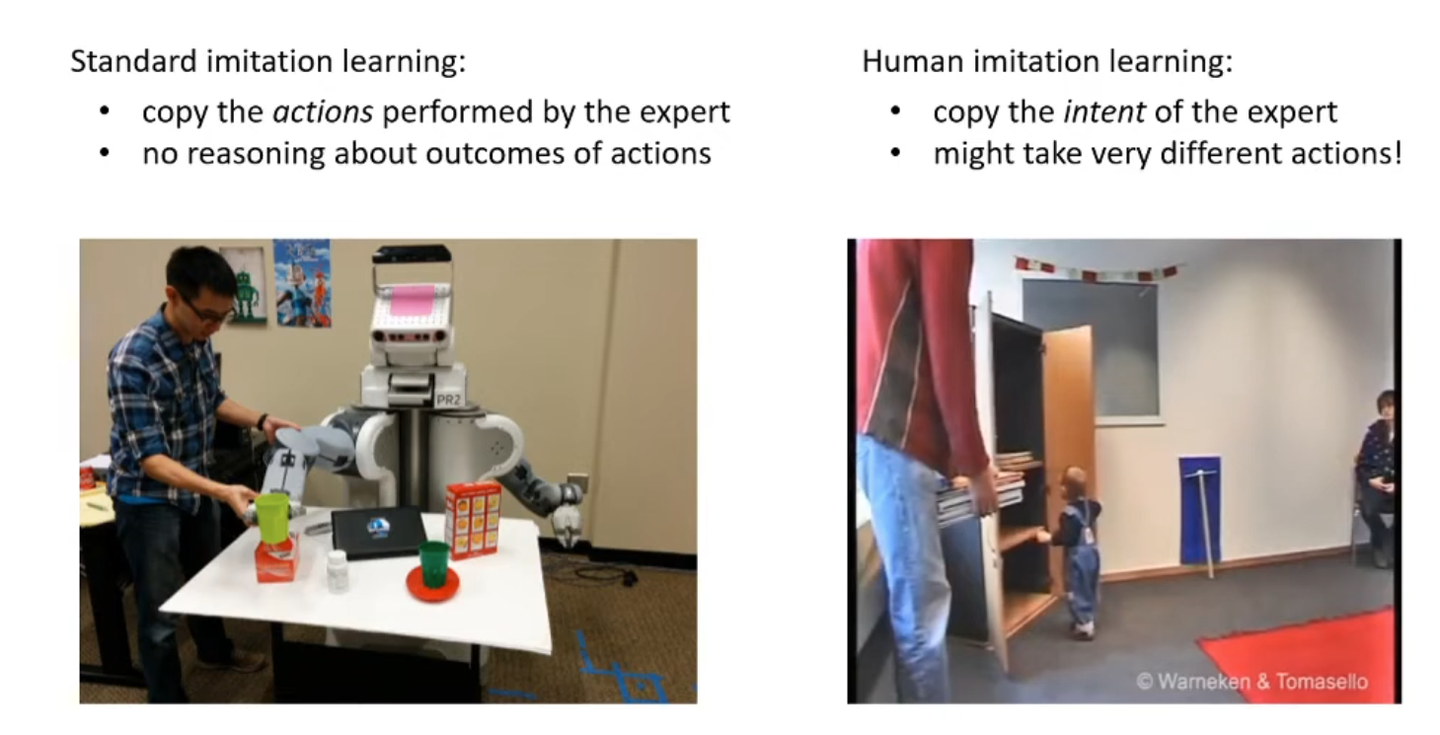 Standard imitation learning:
• copy the actions performed by the expert
• no reasoning about outcomes of actions
Human imitation learning:
• copy the intent of the expert
• might take very different actions!
PR2
© Warneken & Tomasello